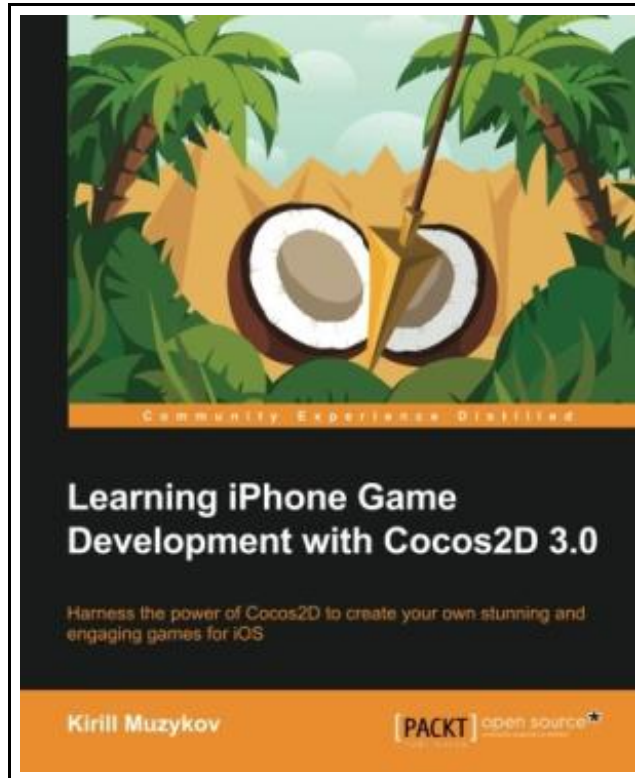 Community Experience Distilled
Learning iPhone Game
Development with Cocos2D 3.0
Harness the power of Cocos2D to create your own stunning and
engaging games for iOS
Kirill Muzykov
[PACKT] open source*